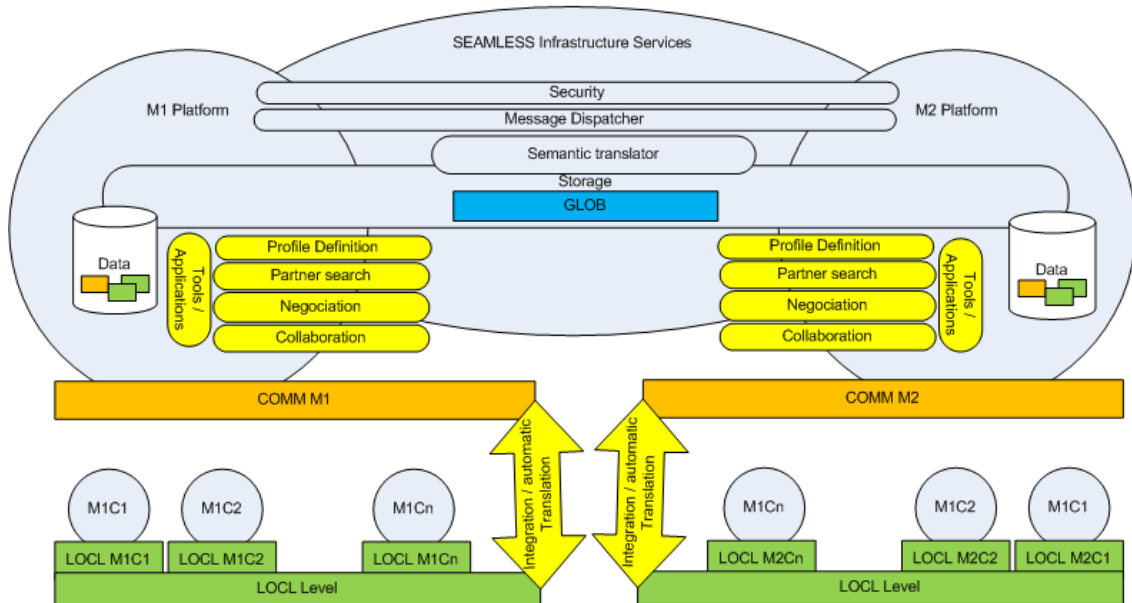 SEAMLESS Infrastructure Services
M1 Platform
Security
M2 Platform
Message Dispatcher
Semantic translator
Storage
GLOB
Data
Tools /
Applications
Profile Definition
Partner search
Negociation
Collaboration
Profile Definition
Partner search
Negociation
Collaboration
Tools /
Applications
Data
COMM M1
COMM M2
Integration / automatic
Translation
Integration / automatic
Translation
M1C1
M1C2
M1Cn
M1Cn
M1C2
M1C1
LOCL M1C1
LOCL M1C2
LOCL M1Cn
LOCL M2Cn
LOCL M2C2
LOCL M2C1
LOCL Level
LOCL Level